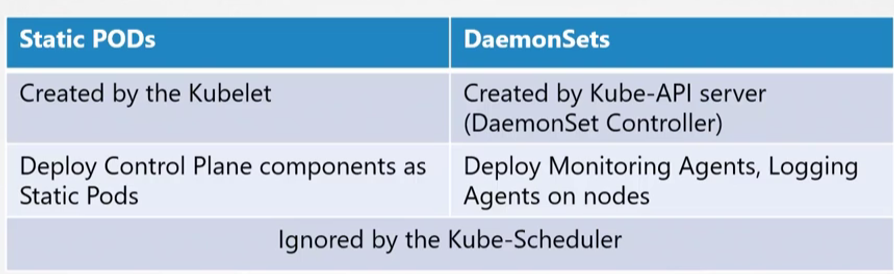 Static PODs
DaemonSets
Created by the Kubelet
Created by Kube-API server
(DaemonSet Controller)
Deploy Control Plane components as
Static Pods
Deploy Monitoring Agents, Logging
Agents on nodes
Ignored by the Kube-Scheduler